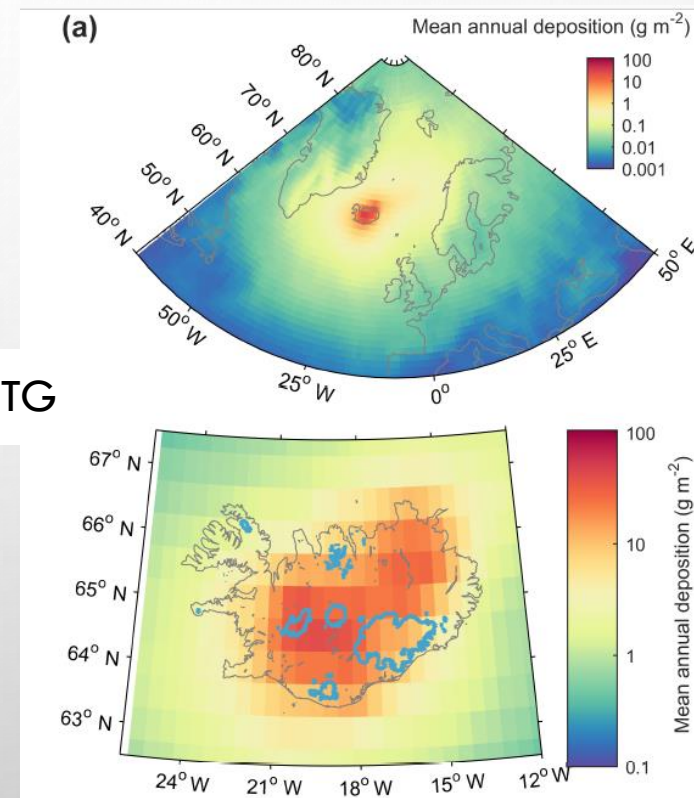 (a)
Mean annual deposition (g m⁻²)
80° N
70° N
60° N
50° N
40° N
50° W
25° W
0°
25° E
50° E
100
10
1
0.1
0.01
0.001
TG
67° N
66° N
65° N
64° N
63° N
24° W 21° W 18° W 15° W 12° W
100
10
1
0.1
Mean annual deposition (g m⁻²)